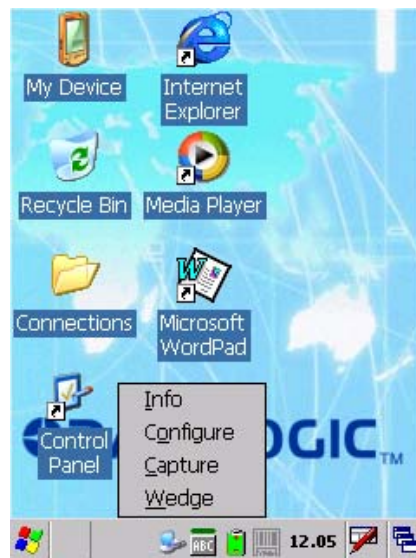 My Device
Internet
Explorer
Recycle Bin
Media Player
Connections
Microsoft
WordPad
Control
Panel
Info
Configure
Capture
Wedge
OGIC TM
ABC
12.05